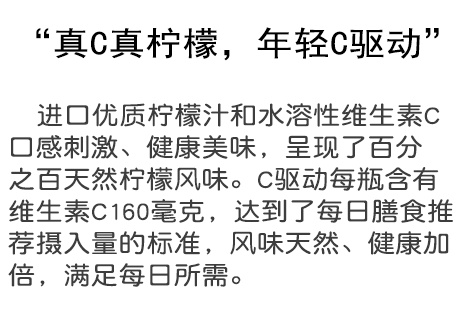 “真C真柠檬，年轻C驱动”
进口优质柠檬汁和水溶性维生素C
口感刺激、健康美味，呈现了百分
之百天然柠檬风味。C驱动每瓶含有
维生素C160毫克，达到了每日膳食推
荐摄入量的标准，风味天然、健康加
倍，满足每日所需。